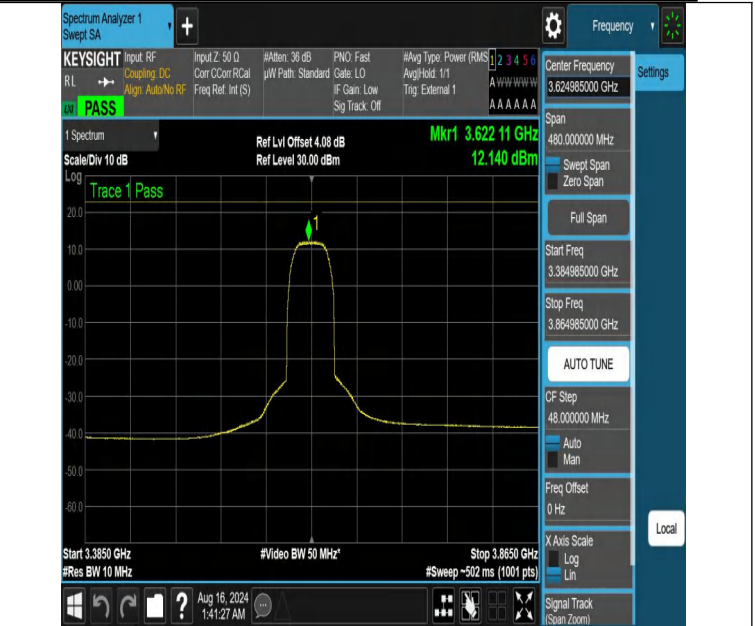 Spectrum Analyzer 1
Swept SA
+
Frequency
KEYSIGHT
RL
PASS
Input: RF
Coupling: DC
Align: Auto/No RF
Input Z: 50 Ω
Corr CCorr RCal
Freq Ref: Int (S)
#Atten: 36 dB
µW Path: Standard
PNO: Fast
Gate: LO
IF Gain: Low
Sig Track: Off
#Avg Type: Power (RMS
Avg|Hold: 1/1
Trig: External 1
1 2 3 4 5 6
A W W W W W
A A A A A A
Center Frequency
3.624985000 GHz
Settings
Span
480.000000 MHz
Swept Span
Zero Span
Full Span
Start Freq
3.384985000 GHz
Stop Freq
3.864985000 GHz
AUTO TUNE
CF Step
48.000000 MHz
Auto
Man
Freq Offset
0 Hz
X Axis Scale
Log
Lin
Local
Signal Track
(Span Zoom)
1 Spectrum
Scale/Div 10 dB
Ref Lvl Offset 4.08 dB
Ref Level 30.00 dBm
Mkr1 3.622 11 GHz
12.140 dBm
Log
Trace 1 Pass
1
20.0
10.0
0.00
-10.0
-20.0
-30.0
-40.0
-50.0
-60.0
Start 3.3850 GHz
#Res BW 10 MHz
#Video BW 50 MHz*
Stop 3.8650 GHz
#Sweep ~502 ms (1001 pts)
?
Aug 16, 2024
1:41:27 AM